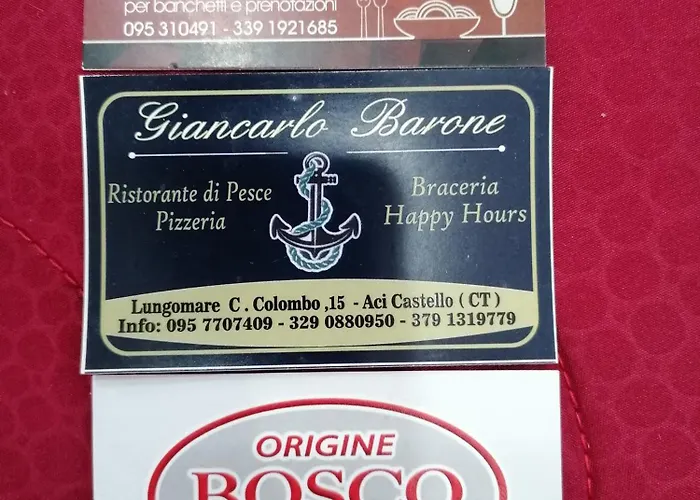 per banchetti e prenotazioni
095 310491 - 339 1921685
Giancarlo Barone
Ristorante di Pesce
Pizzeria
Braceria
Happy Hours
Lungomare C . Colombo ,15 - Aci Castello ( CT )
Info: 095 7707409 - 329 0880950 - 379 1319779
ORIGINE
BOSCO